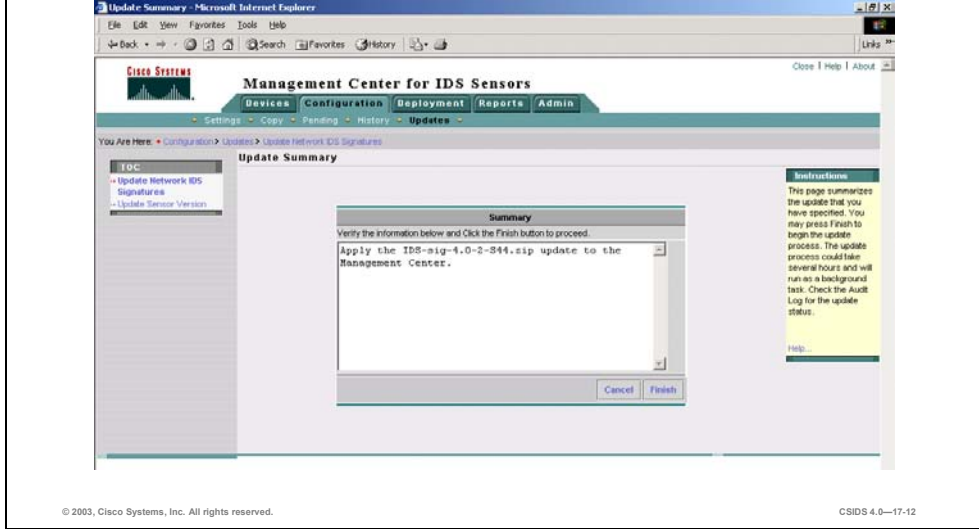 Update Summary - Microsoft Internet Explorer
File Edit View Favorites Tools Help
Back Search Favorites History Links
Close | Help | About
CISCO SYSTEMS
Management Center for IDS Sensors
Devices Configuration Deployment Reports Admin
Settings Copy Pending History Updates
You Are Here: Configuration > Updates > Update Network IDS Signatures
TOC
Update Network IDS
Signatures
Update Sensor Version
Update Summary
Summary
Verify the information below and Click the Finish button to proceed.
Apply the IDS-sig-4.0-2-S44.zip update to the
Management Center.
Cancel Finish
Instructions
This page summarizes
the update that you
have specified. You
may press Finish to
begin the update
process. The update
process could take
several hours and will
run as a background
task. Check the Audit
Log for the update
status.
Help...
© 2003, Cisco Systems, Inc. All rights reserved.
CSIDS 4.0—17-12